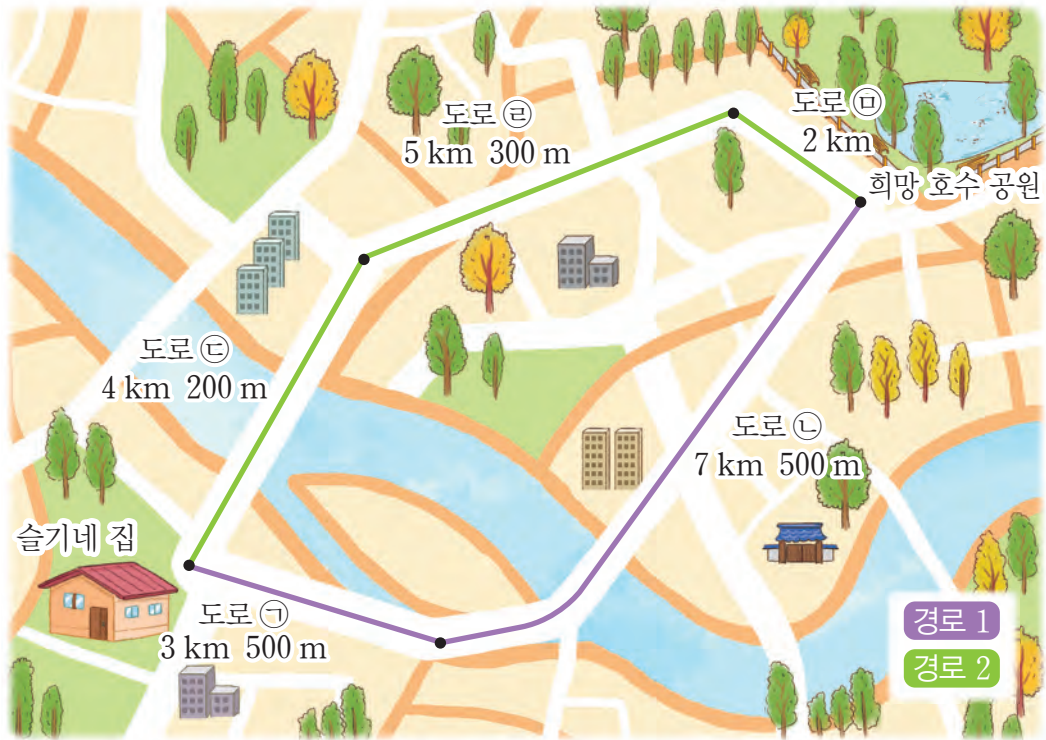 도로 ㉣
5 km 300 m
도로 ㉤
2 km
희망 호수 공원
도로 ㉢
4 km 200 m
도로 ㉡
7 km 500 m
슬기네 집
도로 ㉠
3 km 500 m
경로 1
경로 2